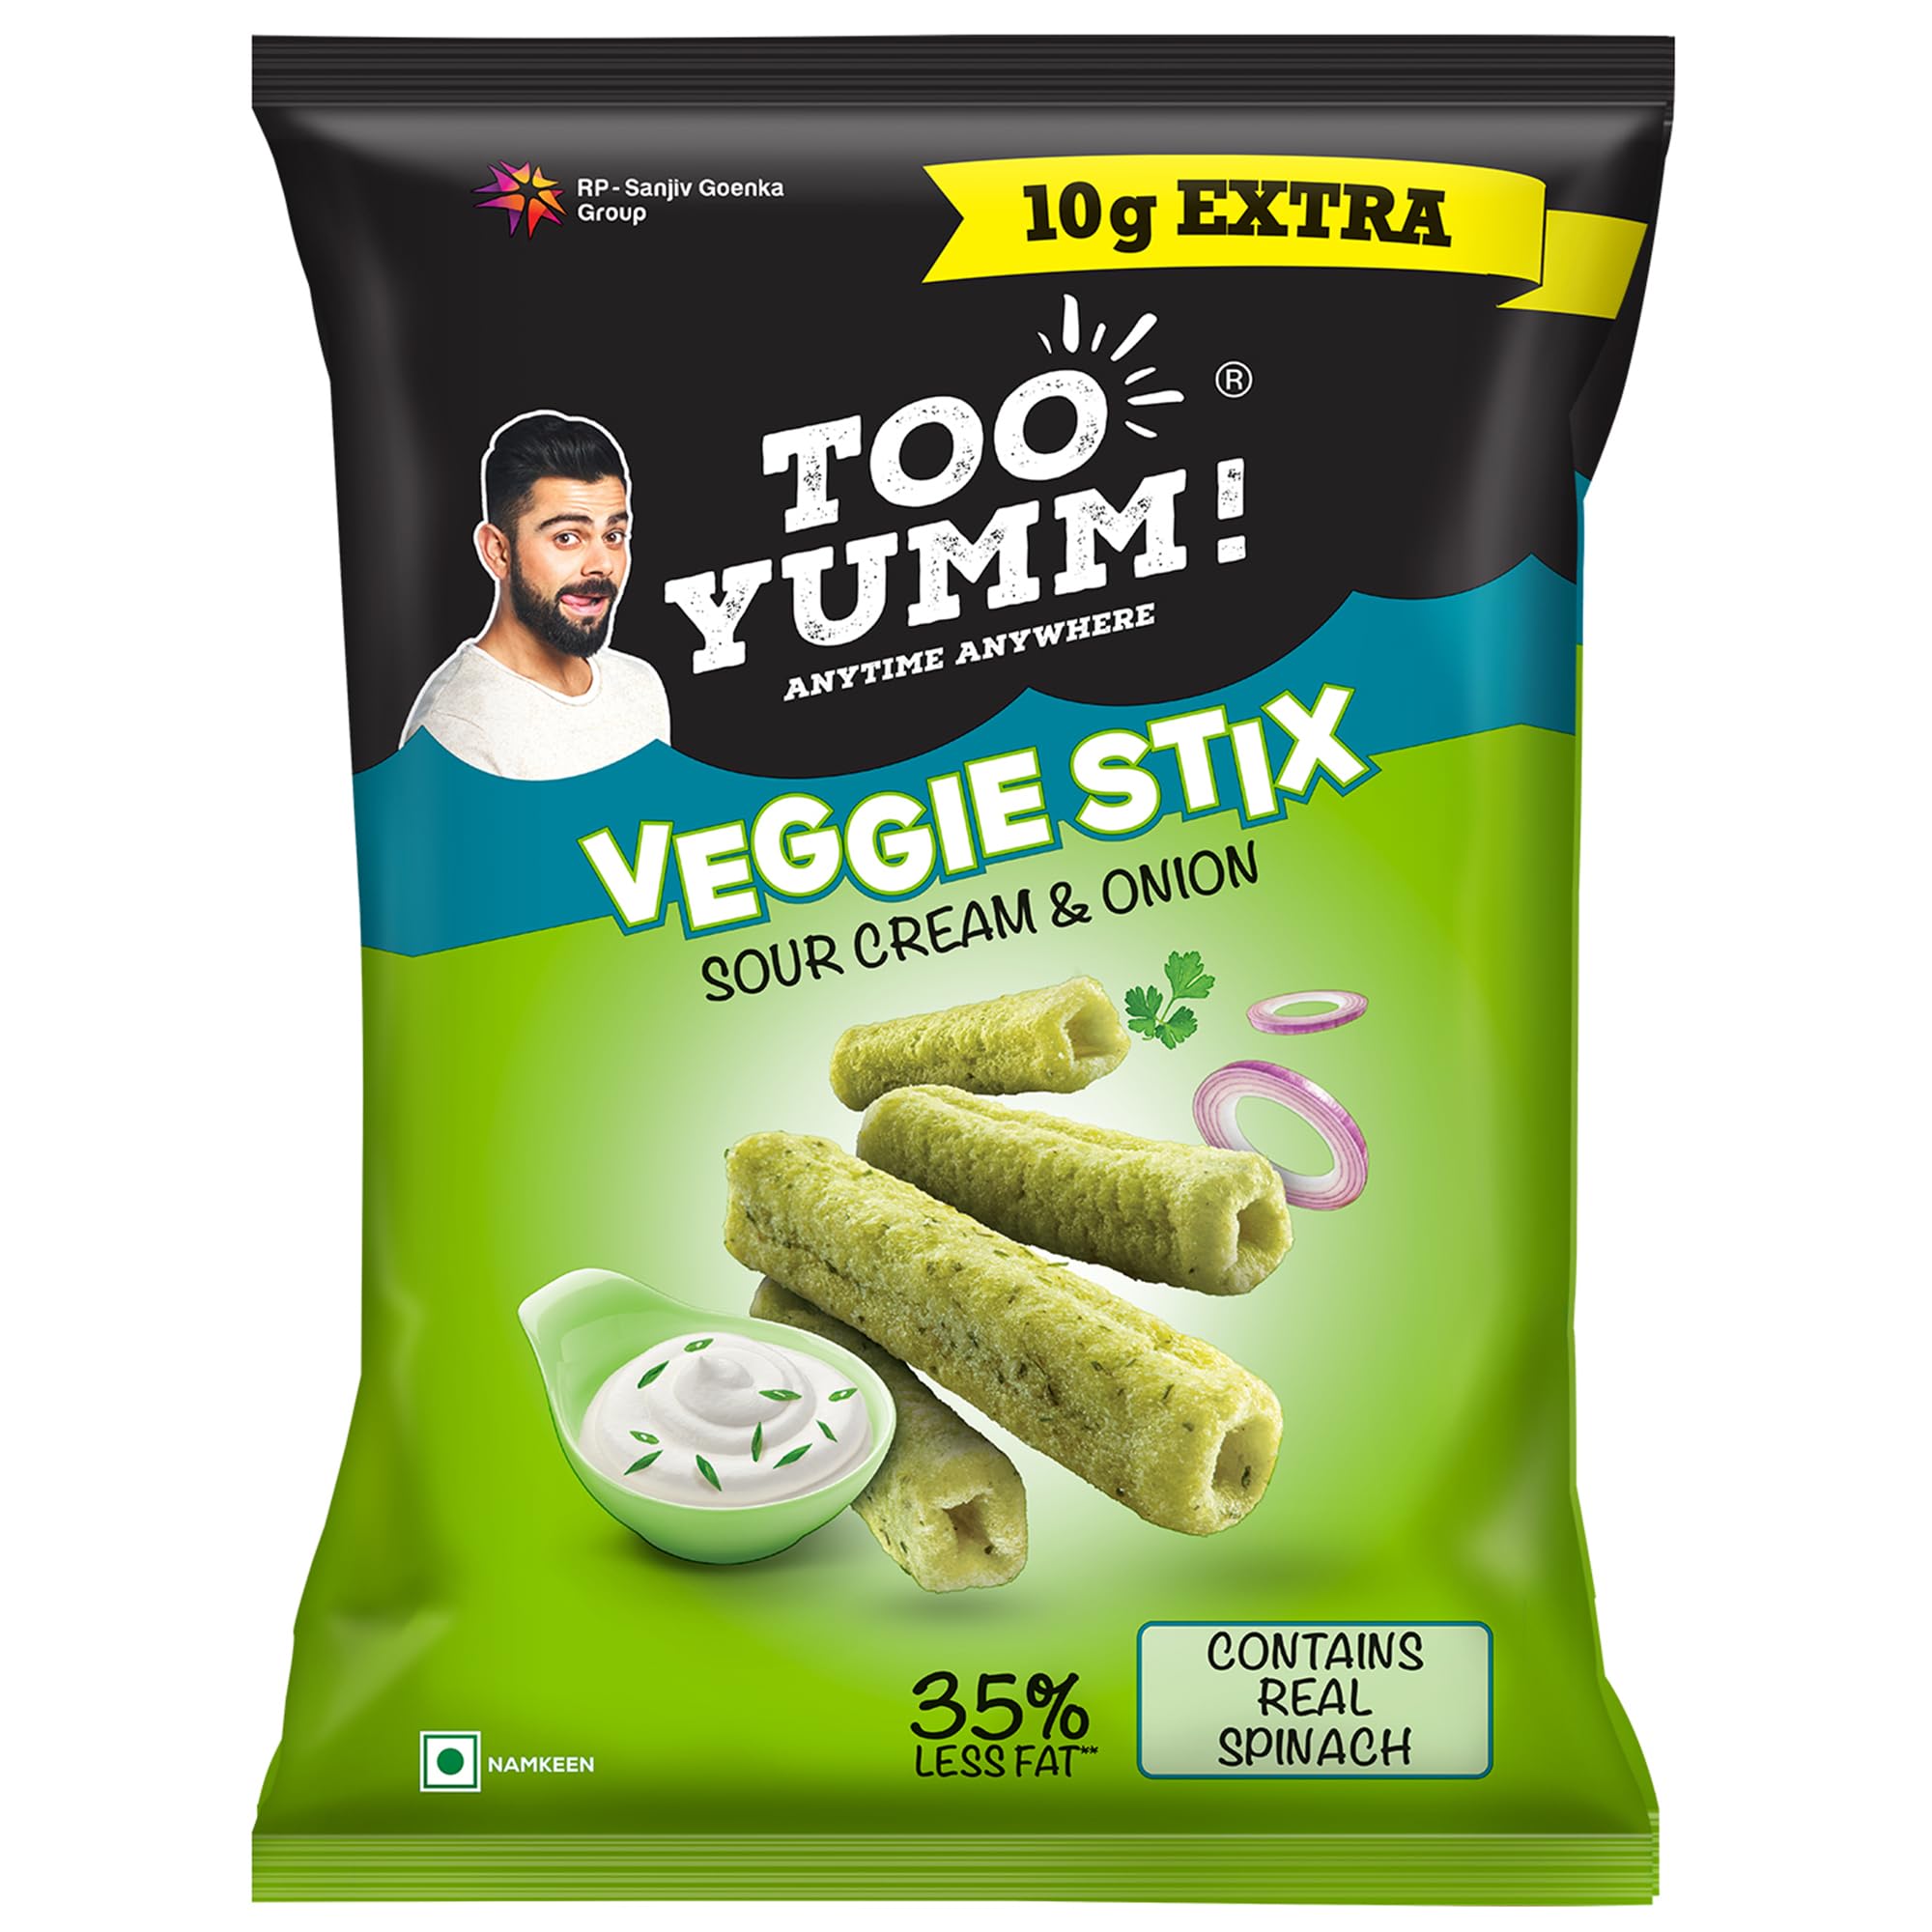 RP-Sanjiv Goenka
Group
10g EXTRA
TOO
YUMM!
®
ANYTIME ANYWHERE
VEGGIE STIX
SOUR CREAM & ONION
35%
LESS FAT**
CONTAINS
REAL
SPINACH
NAMKEEN